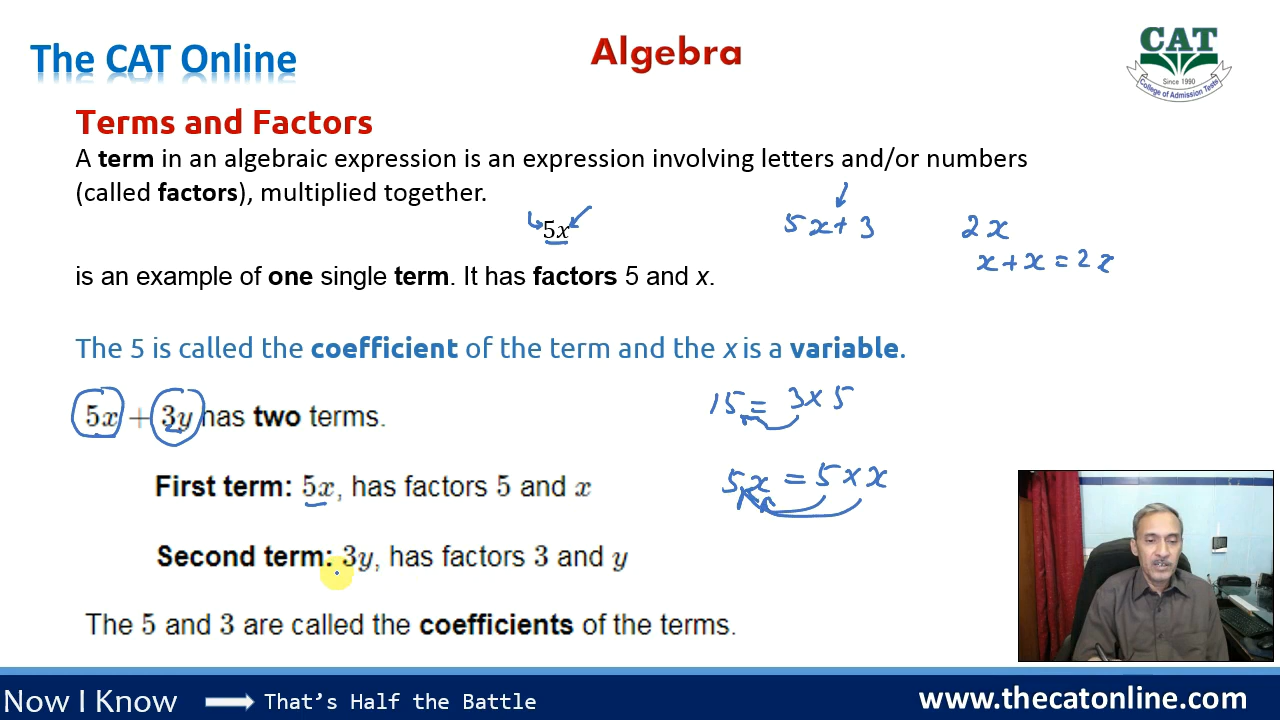 The CAT Online
Algebra
CAT
Since 1990
College of Admission Tests
Terms and Factors
A term in an algebraic expression is an expression involving letters and/or numbers
(called factors), multiplied together.
5x
5x+3
2x
x+x=2x
is an example of one single term. It has factors 5 and x.
The 5 is called the coefficient of the term and the x is a variable.
5x + 3y has two terms.
15 = 3×5
First term: 5x, has factors 5 and x
5x = 5×x
Second term: 3y, has factors 3 and y
The 5 and 3 are called the coefficients of the terms.
Now I Know
That's Half the Battle
www.thecatonline.com